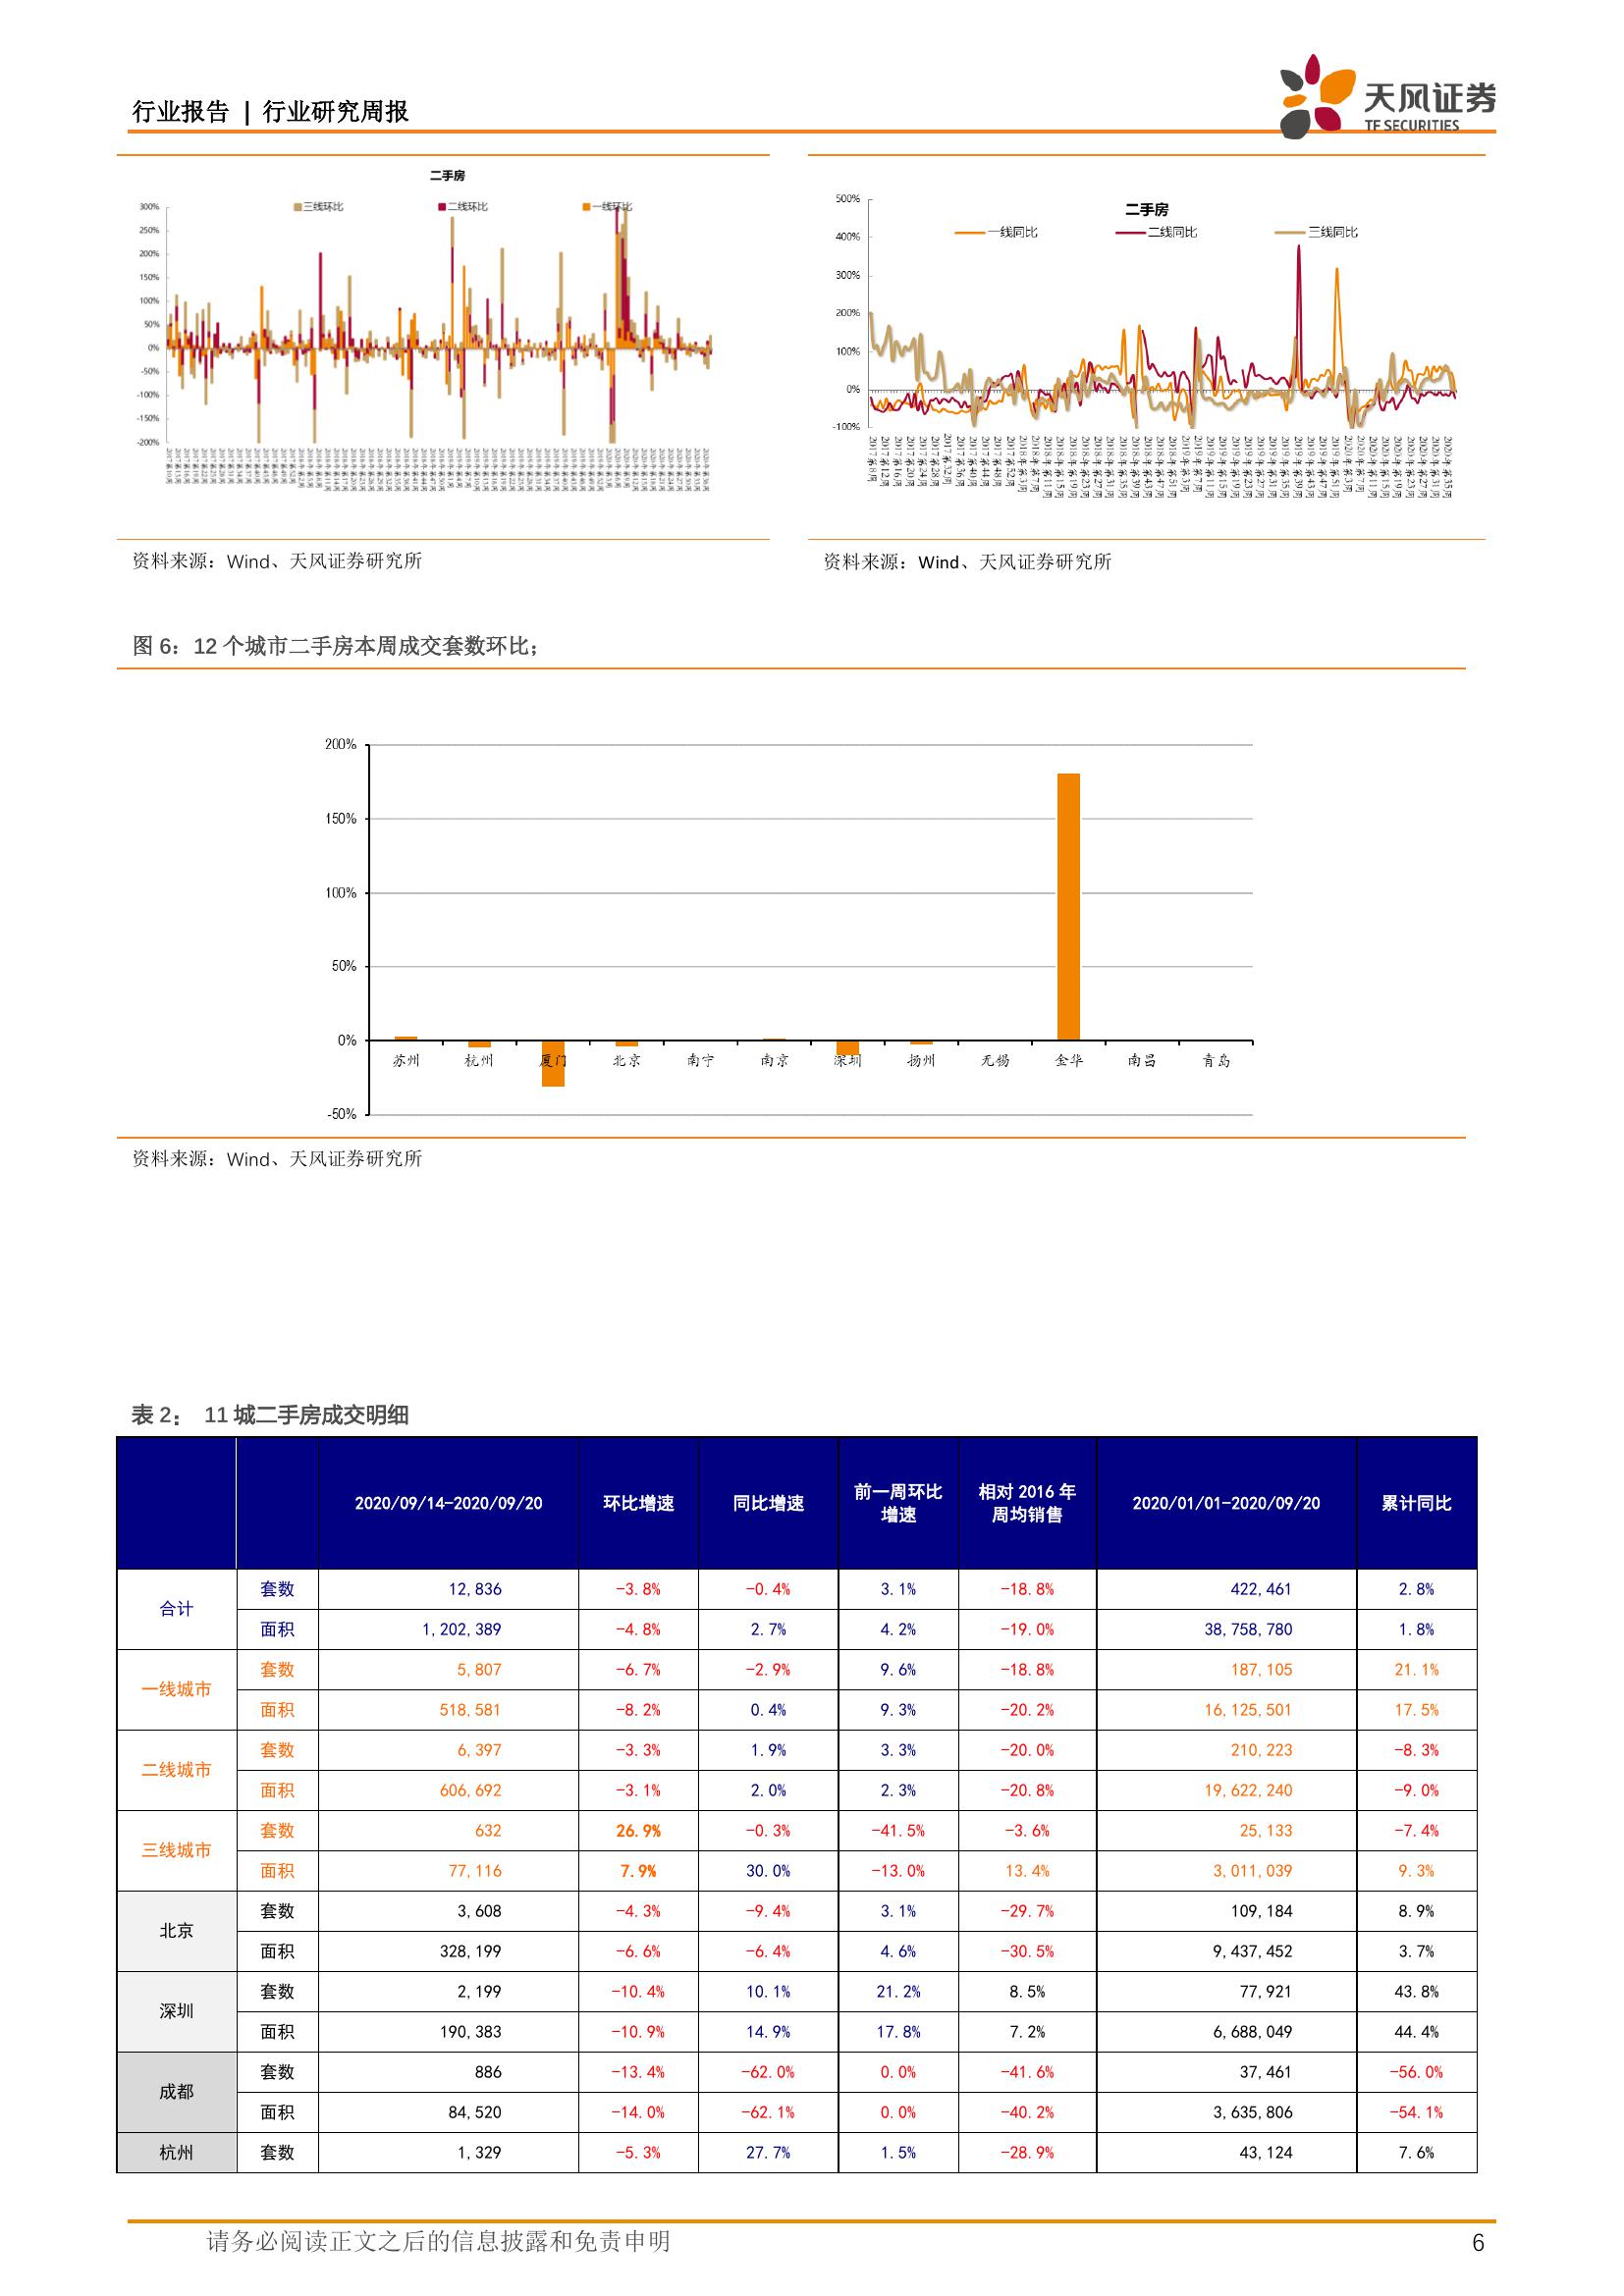 行业报告 | 行业研究周报
天风证券
TF SECURITIES
二手房
三线环比 二线环比 一线环比
300%
250%
200%
150%
100%
50%
0%
-50%
-100%
-150%
-200%
二手房
一线同比 二线同比 三线同比
500%
400%
300%
200%
100%
0%
-100%
资料来源：Wind、天风证券研究所
资料来源：Wind、天风证券研究所
图 6：12 个城市二手房本周成交套数环比；
200%
150%
100%
50%
0%
-50%
苏州 杭州 厦门 北京 南宁 南京 深圳 扬州 无锡 金华 南昌 青岛
资料来源：Wind、天风证券研究所
表 2： 11 城二手房成交明细
2020/09/14-2020/09/20 环比增速 同比增速 前一周环比增速 相对 2016 年周均销售 2020/01/01-2020/09/20 累计同比
合计 套数 12,836 -3.8% -0.4% 3.1% -18.8% 422,461 2.8%
面积 1,202,389 -4.8% 2.7% 4.2% -19.0% 38,758,780 1.8%
一线城市 套数 5,807 -6.7% -2.9% 9.6% -18.8% 187,105 21.1%
面积 518,581 -8.2% 0.4% 9.3% -20.2% 16,125,501 17.5%
二线城市 套数 6,397 -3.3% 1.9% 3.3% -20.0% 210,223 -8.3%
面积 606,692 -3.1% 2.0% 2.3% -20.8% 19,622,240 -9.0%
三线城市 套数 632 26.9% -0.3% -41.5% -3.6% 25,133 -7.4%
面积 77,116 7.9% 30.0% -13.0% 13.4% 3,011,039 9.3%
北京 套数 3,608 -4.3% -9.4% 3.1% -29.7% 109,184 8.9%
面积 328,199 -6.6% -6.4% 4.6% -30.5% 9,437,452 3.7%
深圳 套数 2,199 -10.4% 10.1% 21.2% 8.5% 77,921 43.8%
面积 190,383 -10.9% 14.9% 17.8% 7.2% 6,688,049 44.4%
成都 套数 886 -13.4% -62.0% 0.0% -41.6% 37,461 -56.0%
面积 84,520 -14.0% -62.1% 0.0% -40.2% 3,635,806 -54.1%
杭州 套数 1,329 -5.3% 27.7% 1.5% -28.9% 43,124 7.6%
请务必阅读正文之后的信息披露和免责申明
6